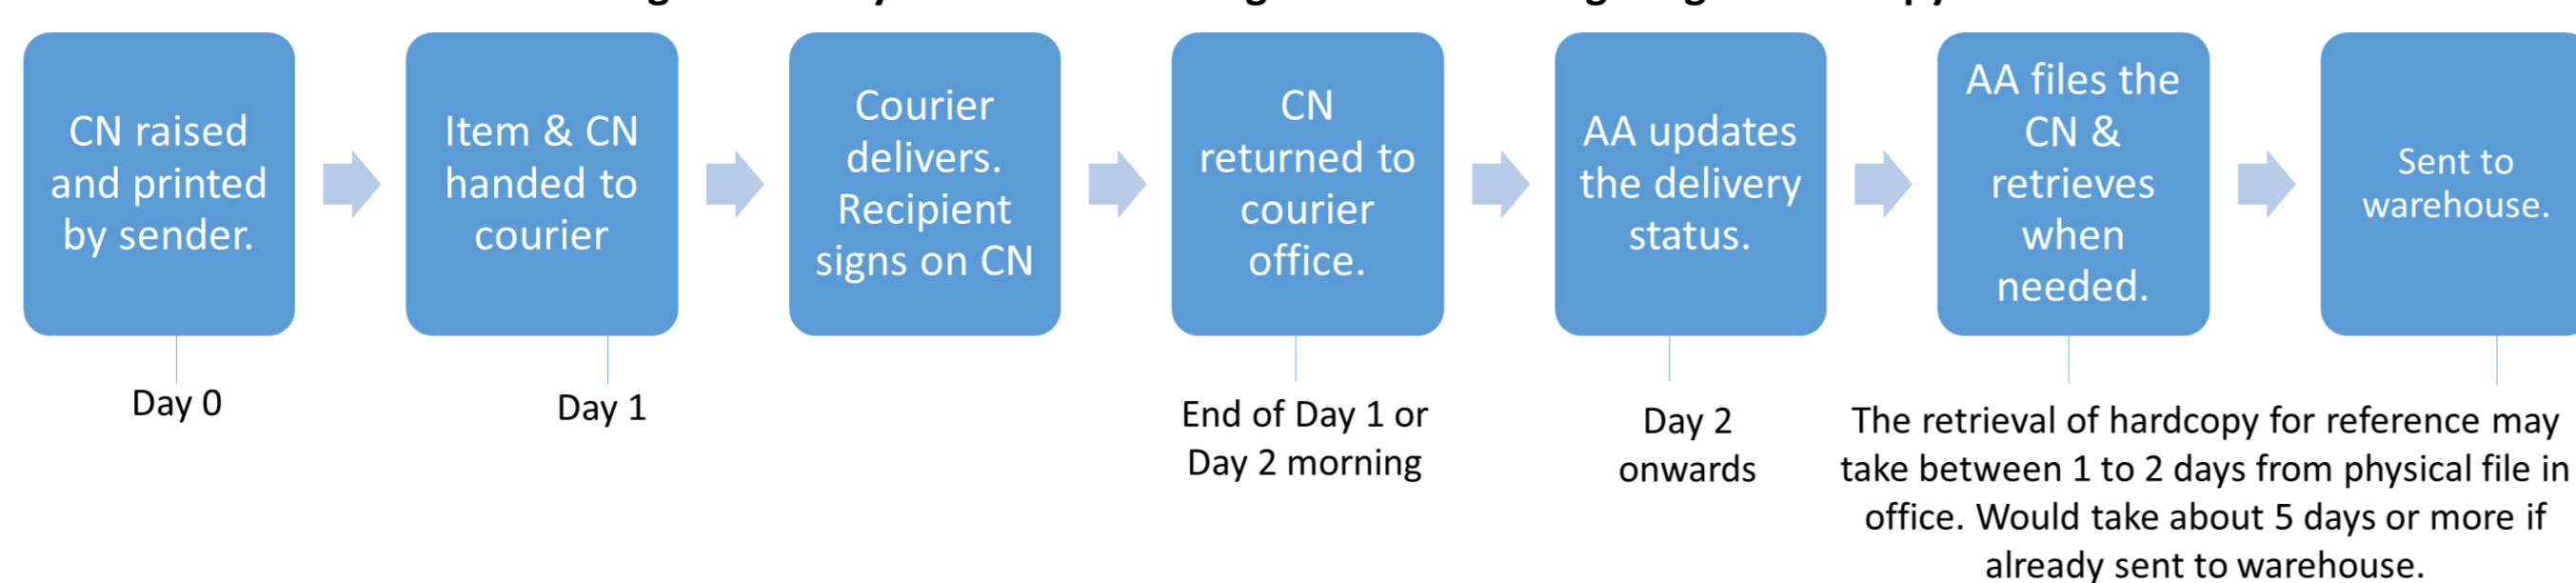 CN raised
and printed
by sender.
Item & CN
handed to
courier
Courier
delivers.
Recipient
signs on CN
CN
returned to
courier
office.
AA updates
the delivery
status.
AA files the
CN &
retrieves
when
needed.
Sent to
warehouse.
Day 0
Day 1
End of Day 1 or
Day 2 morning
Day 2
onwards
The retrieval of hardcopy for reference may
take between 1 to 2 days from physical file in
office. Would take about 5 days or more if
already sent to warehouse.